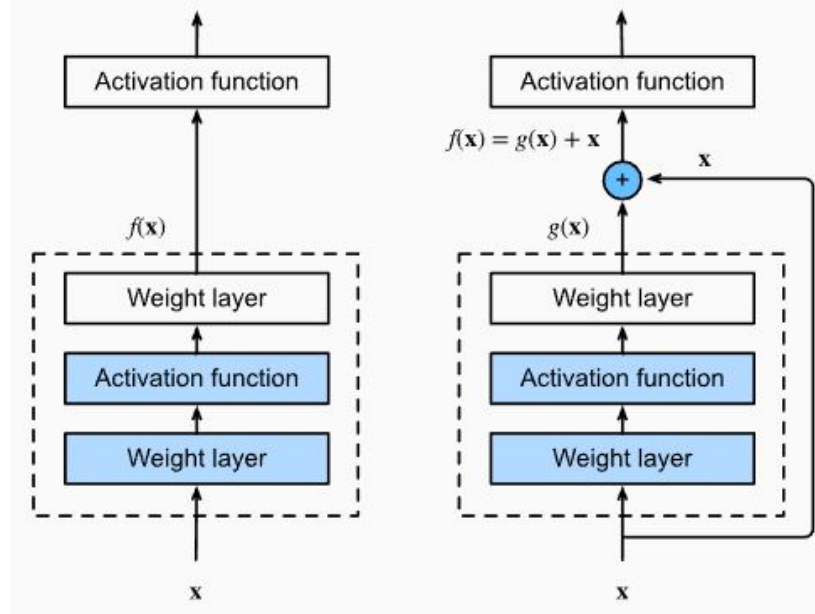 Activation function
f(x)
Weight layer
Activation function
Weight layer
x
Activation function
f(x) = g(x) + x
x
+
g(x)
Weight layer
Activation function
Weight layer
x